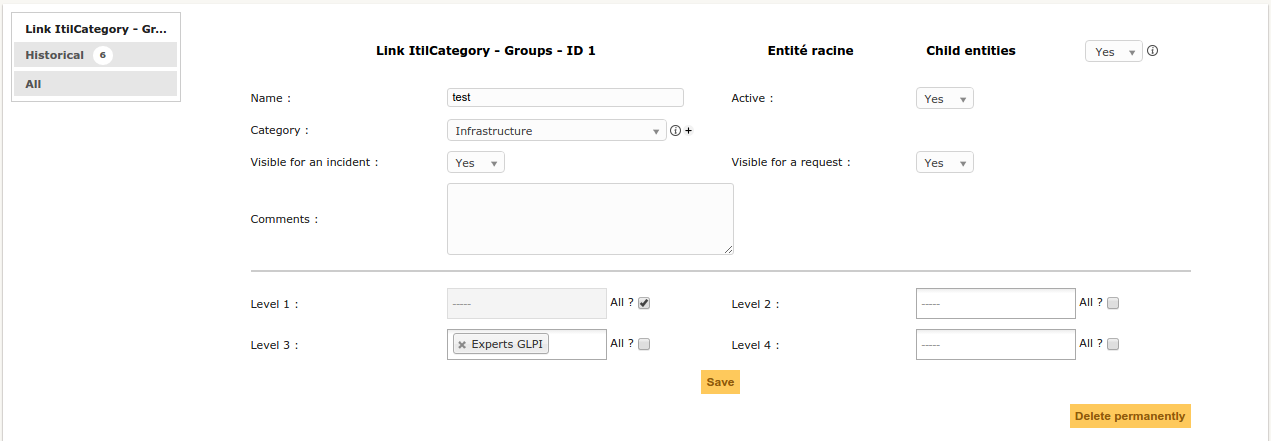 Link ItilCategory - Gr...
Historical 6
All
Link ItilCategory - Groups - ID 1 Entité racine Child entities Yes
Name : test Active : Yes
Category : Infrastructure
Visible for an incident : Yes Visible for a request : Yes
Comments :
Level 1 : ----- All ? Level 2 : ----- All ?
Level 3 : Experts GLPI All ? Level 4 : ----- All ?
Save
Delete permanently